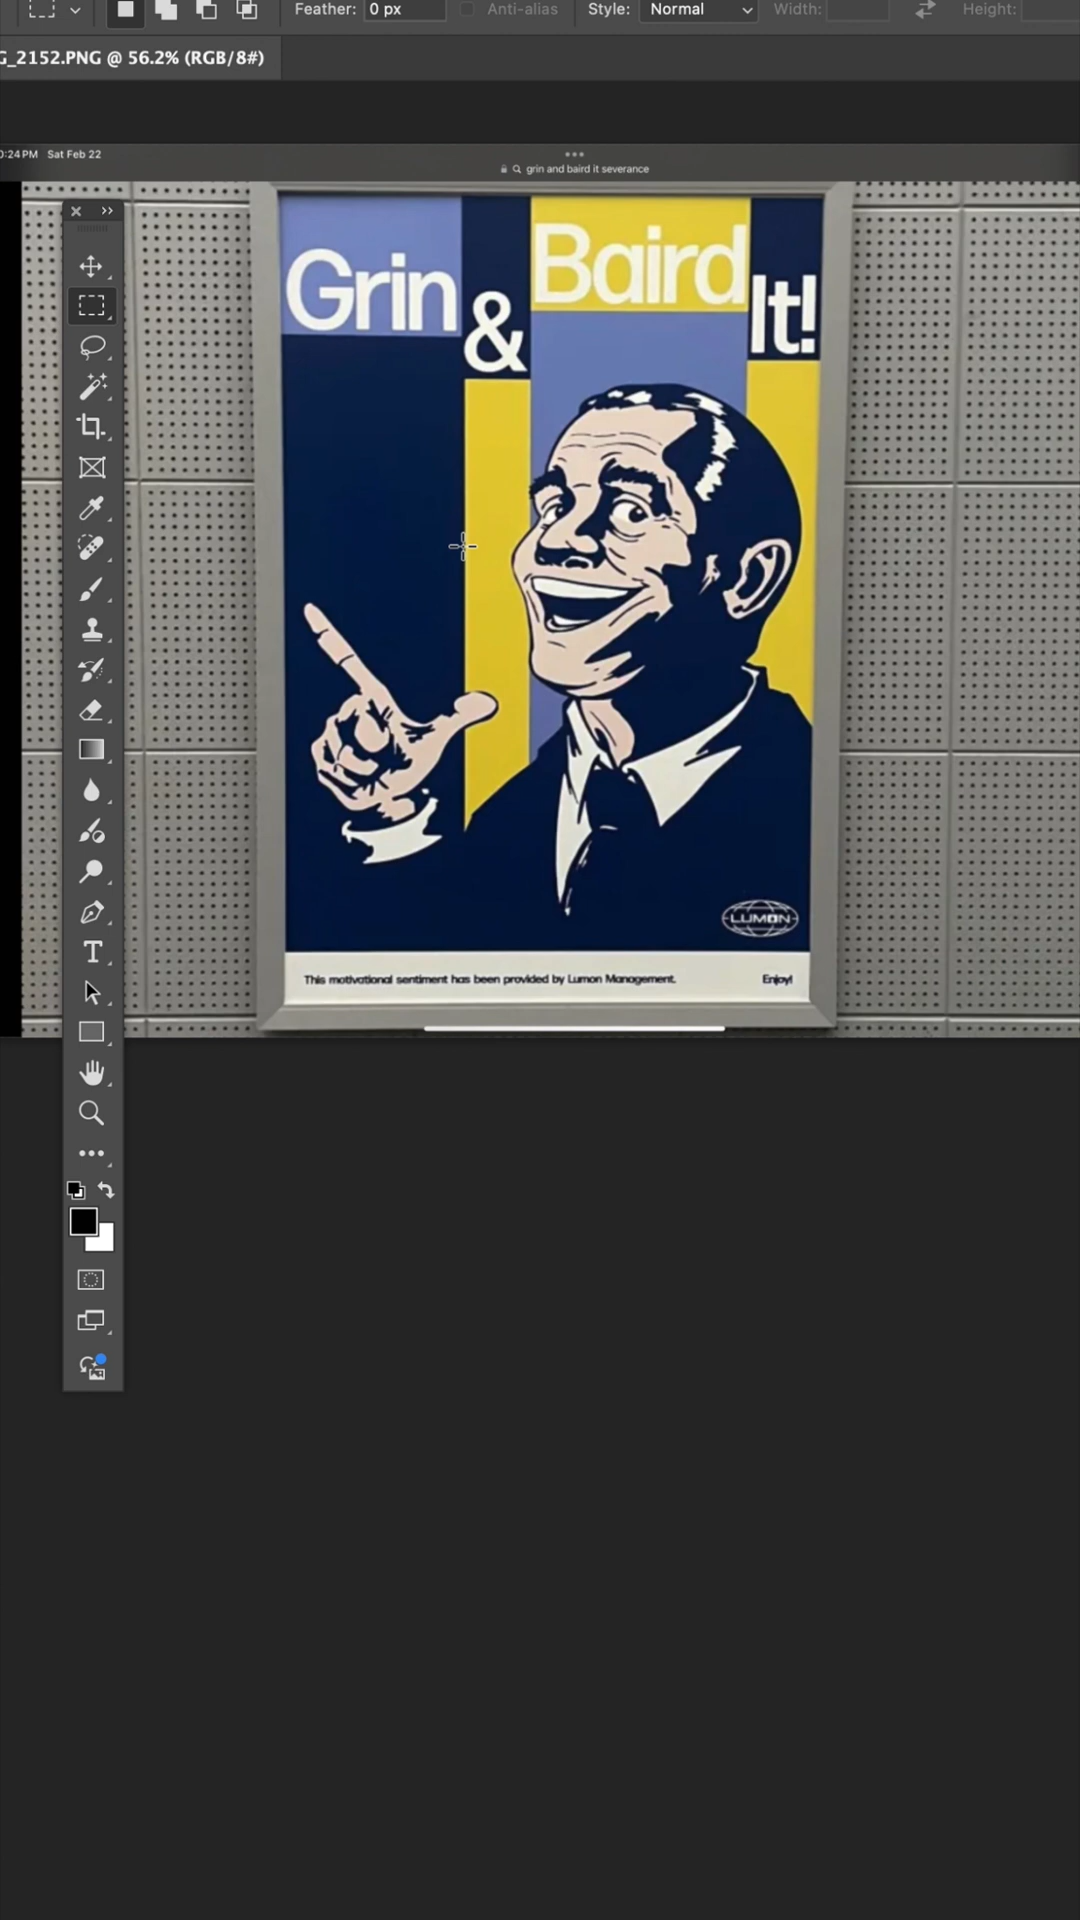 Feather: 0 px Anti-alias Style: Normal Width: Height:
G_2152.PNG @ 56.2% (RGB/8#)
0:24 PM Sat Feb 22
grin and baird it severance
Grin & Baird It!
LUMON
This motivational sentiment has been provided by Lumon Management. Enjoy!
T